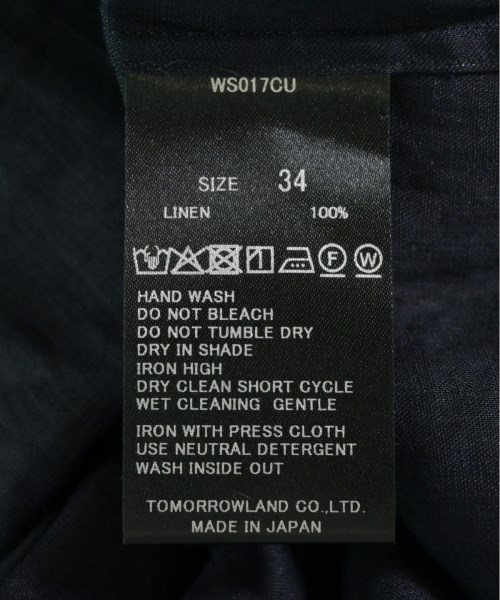 WS017CU
SIZE 34
LINEN 100%
F W
HAND WASH
DO NOT BLEACH
DO NOT TUMBLE DRY
DRY IN SHADE
IRON HIGH
DRY CLEAN SHORT CYCLE
WET CLEANING GENTLE
IRON WITH PRESS CLOTH
USE NEUTRAL DETERGENT
WASH INSIDE OUT
TOMORROWLAND CO.,LTD.
MADE IN JAPAN